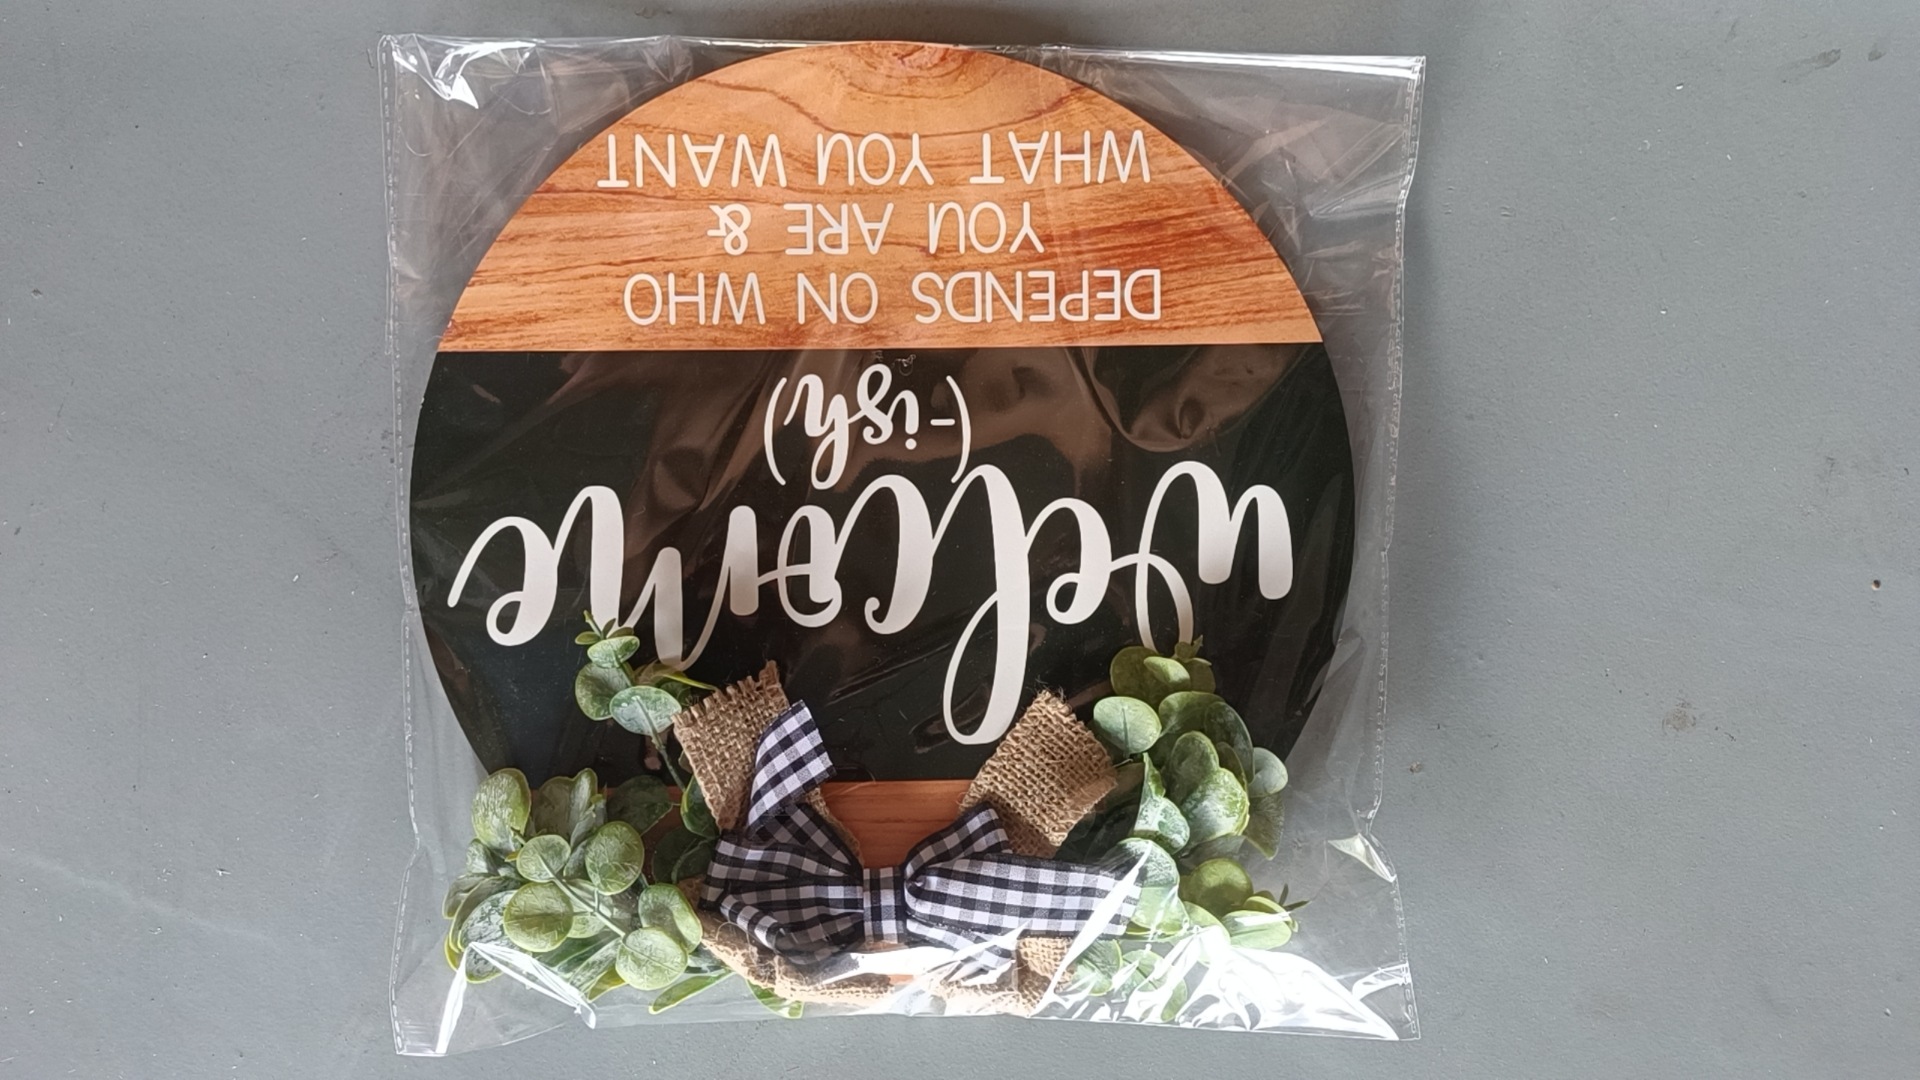 welcome
(-ish)
DEPENDS ON WHO
YOU ARE &
WHAT YOU WANT